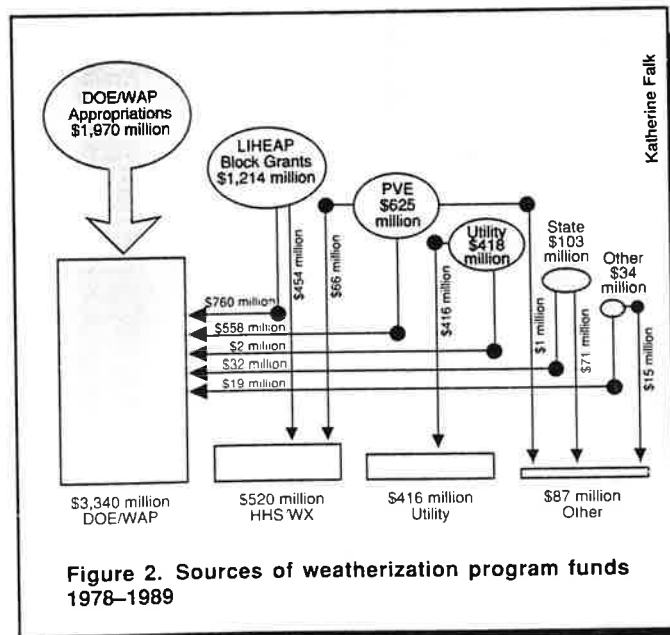 DOE/WAP
Appropriations
$1,970 million
LIHEAP
Block Grants
$1,214 million
PVE
$625
million
Utility
$418
million
State
$103
million
Other
$34
million
Katherine Falk
$454 million
$66 million
$416 million
$1 million
$71 million
$15 million
$760 million
$558 million
$2 million
$32 million
$19 million
$3,340 million
DOE/WAP
$520 million
HHS WX
$416 million
Utility
$87 million
Other
Figure 2. Sources of weatherization program funds
1978–1989